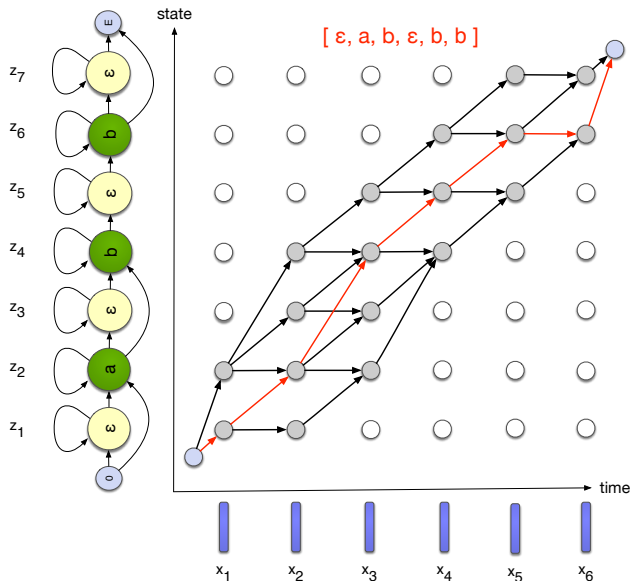 state
[ ε, a, b, ε, b, b ]
E
z7
ε
z6
b
z5
ε
z4
b
z3
ε
z2
a
z1
ε
0
time
x1 x2 x3 x4 x5 x6